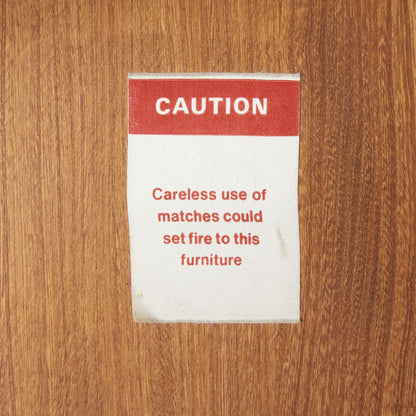 CAUTION
Careless use of
matches could
set fire to this
furniture